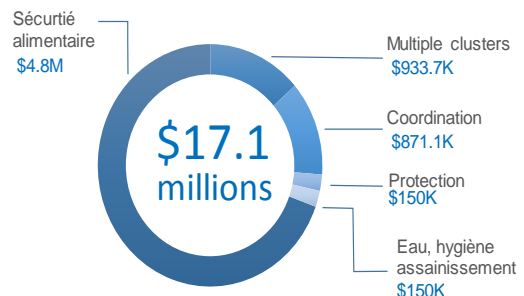 Sécurtié
alimentaire
$4.8M
Multiple clusters
$933.7K
Coordination
$871.1K
$17.1
millions
Protection
$150K
Eau, hygiène
assainissement
$150K